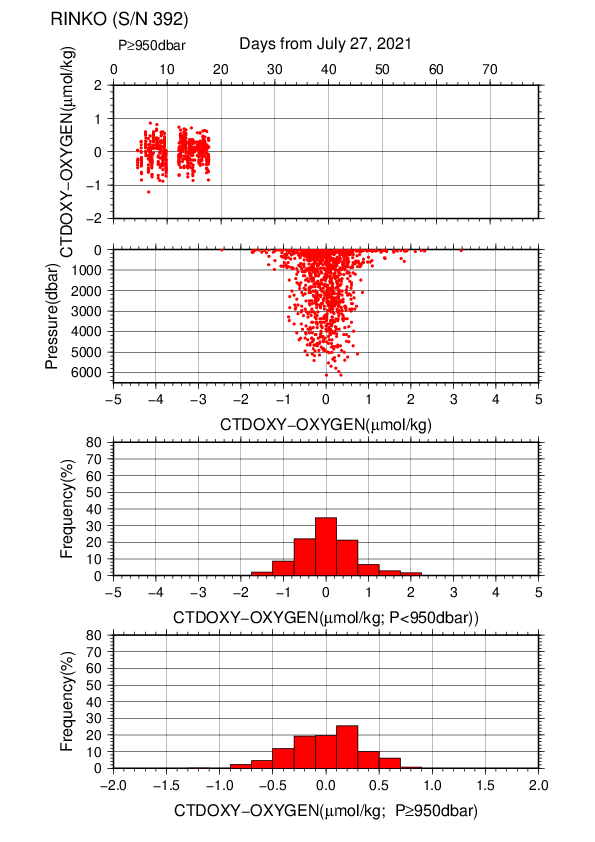 RINKO (S/N 392)
P≥950dbar
Days from July 27, 2021
0 10 20 30 40 50 60 70
CTDOXY−OXYGEN(μmol/kg)
2
1
0
−1
−2
Pressure(dbar)
0
1000
2000
3000
4000
5000
6000
−5 −4 −3 −2 −1 0 1 2 3 4 5
CTDOXY−OXYGEN(μmol/kg)
Frequency(%)
80
70
60
50
40
30
20
10
0
−5 −4 −3 −2 −1 0 1 2 3 4 5
CTDOXY−OXYGEN(μmol/kg; P<950dbar))
Frequency(%)
80
70
60
50
40
30
20
10
0
−2.0 −1.5 −1.0 −0.5 0.0 0.5 1.0 1.5 2.0
CTDOXY−OXYGEN(μmol/kg; P≥950dbar)